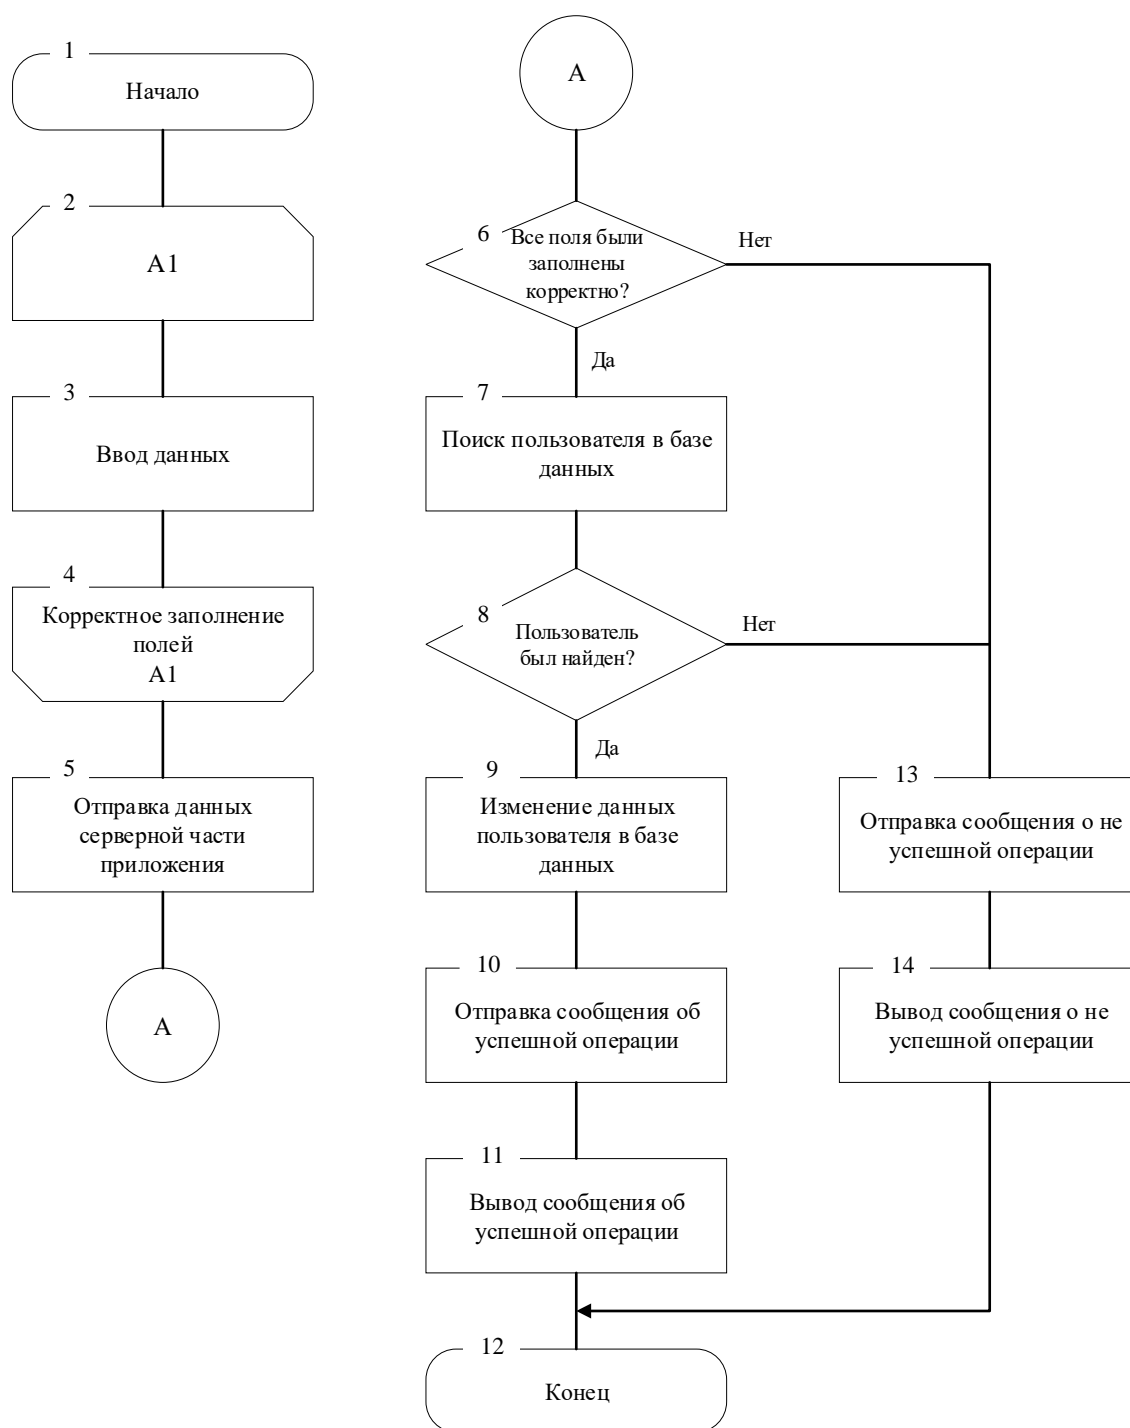 1
Начало
2
А1
3
Ввод данных
4
Корректное заполнение
полей
А1
5
Отправка данных
серверной части
приложения
А
А
6
Все поля были
заполнены
корректно?
Нет
Да
7
Поиск пользователя в базе
данных
8
Пользователь
был найден?
Нет
Да
9
Изменение данных
пользователя в базе
данных
10
Отправка сообщения об
успешной операции
11
Вывод сообщения об
успешной операции
12
Конец
13
Отправка сообщения о не
успешной операции
14
Вывод сообщения о не
успешной операции